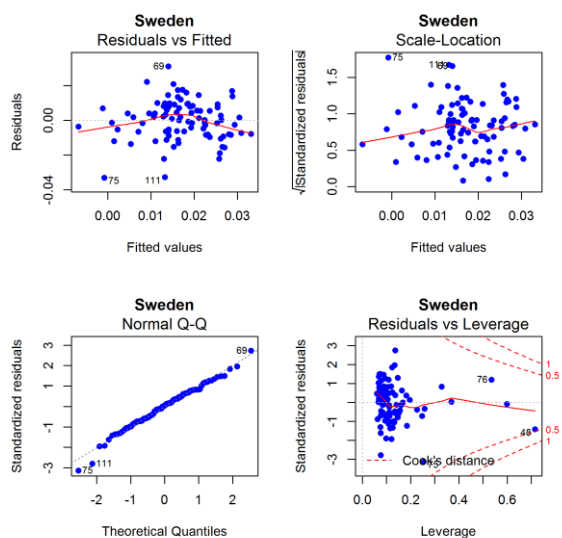 Sweden
Residuals vs Fitted
Residuals
0.00
-0.04
69
75
111
0.00 0.01 0.02 0.03
Fitted values
Sweden
Scale-Location
√|Standardized residuals|
1.5
1.0
0.5
0.0
75
69
0.00 0.01 0.02 0.03
Fitted values
Sweden
Normal Q-Q
Standardized residuals
3
1
-1
-3
69
111
75
-2 -1 0 1 2
Theoretical Quantiles
Sweden
Residuals vs Leverage
Standardized residuals
3
1
-1
-3
1
0.5
76
48
0.5
1
Cook's distance
0.0 0.2 0.4 0.6
Leverage